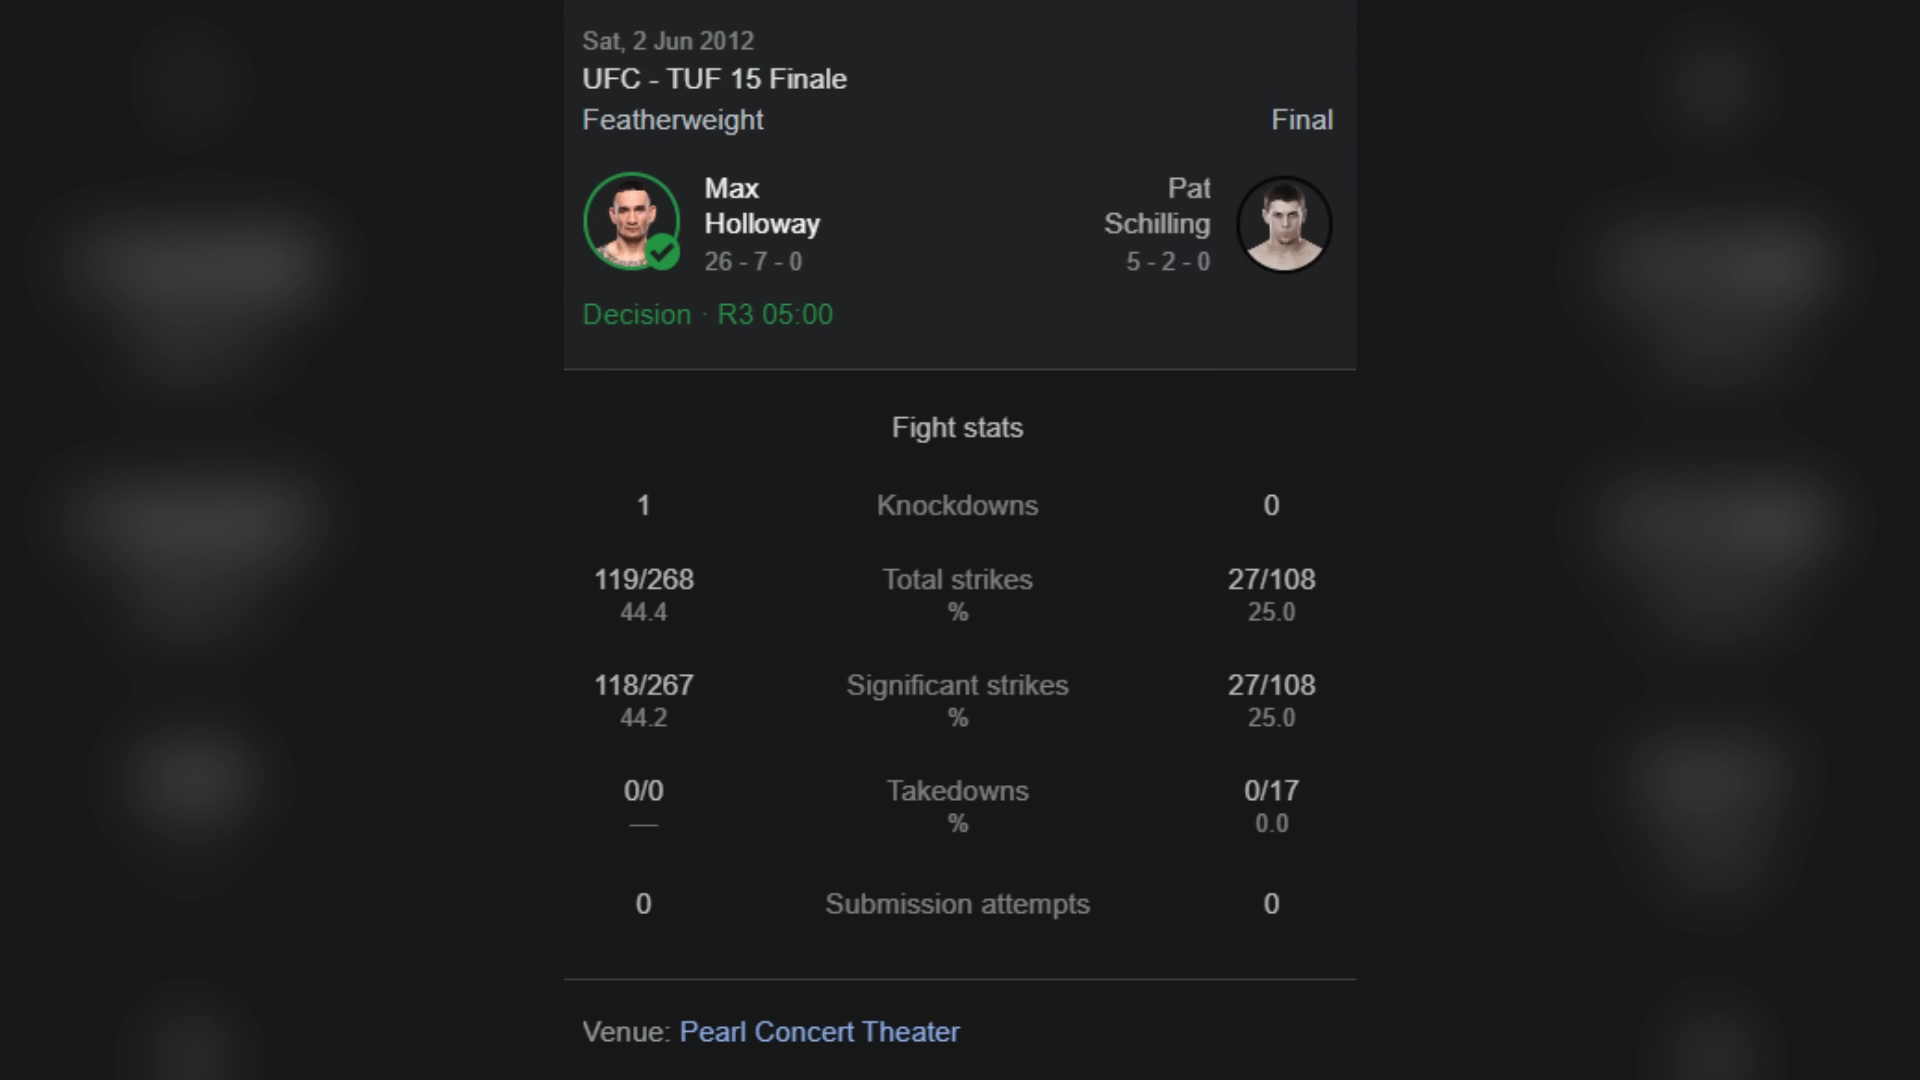 Sat, 2 Jun 2012
UFC - TUF 15 Finale
Featherweight Final
Max Pat
Holloway Schilling
26 - 7 - 0 5 - 2 - 0
Decision · R3 05:00
Fight stats
1 Knockdowns 0
119/268 Total strikes 27/108
44.4 % 25.0
118/267 Significant strikes 27/108
44.2 % 25.0
0/0 Takedowns 0/17
— % 0.0
0 Submission attempts 0
Venue: Pearl Concert Theater